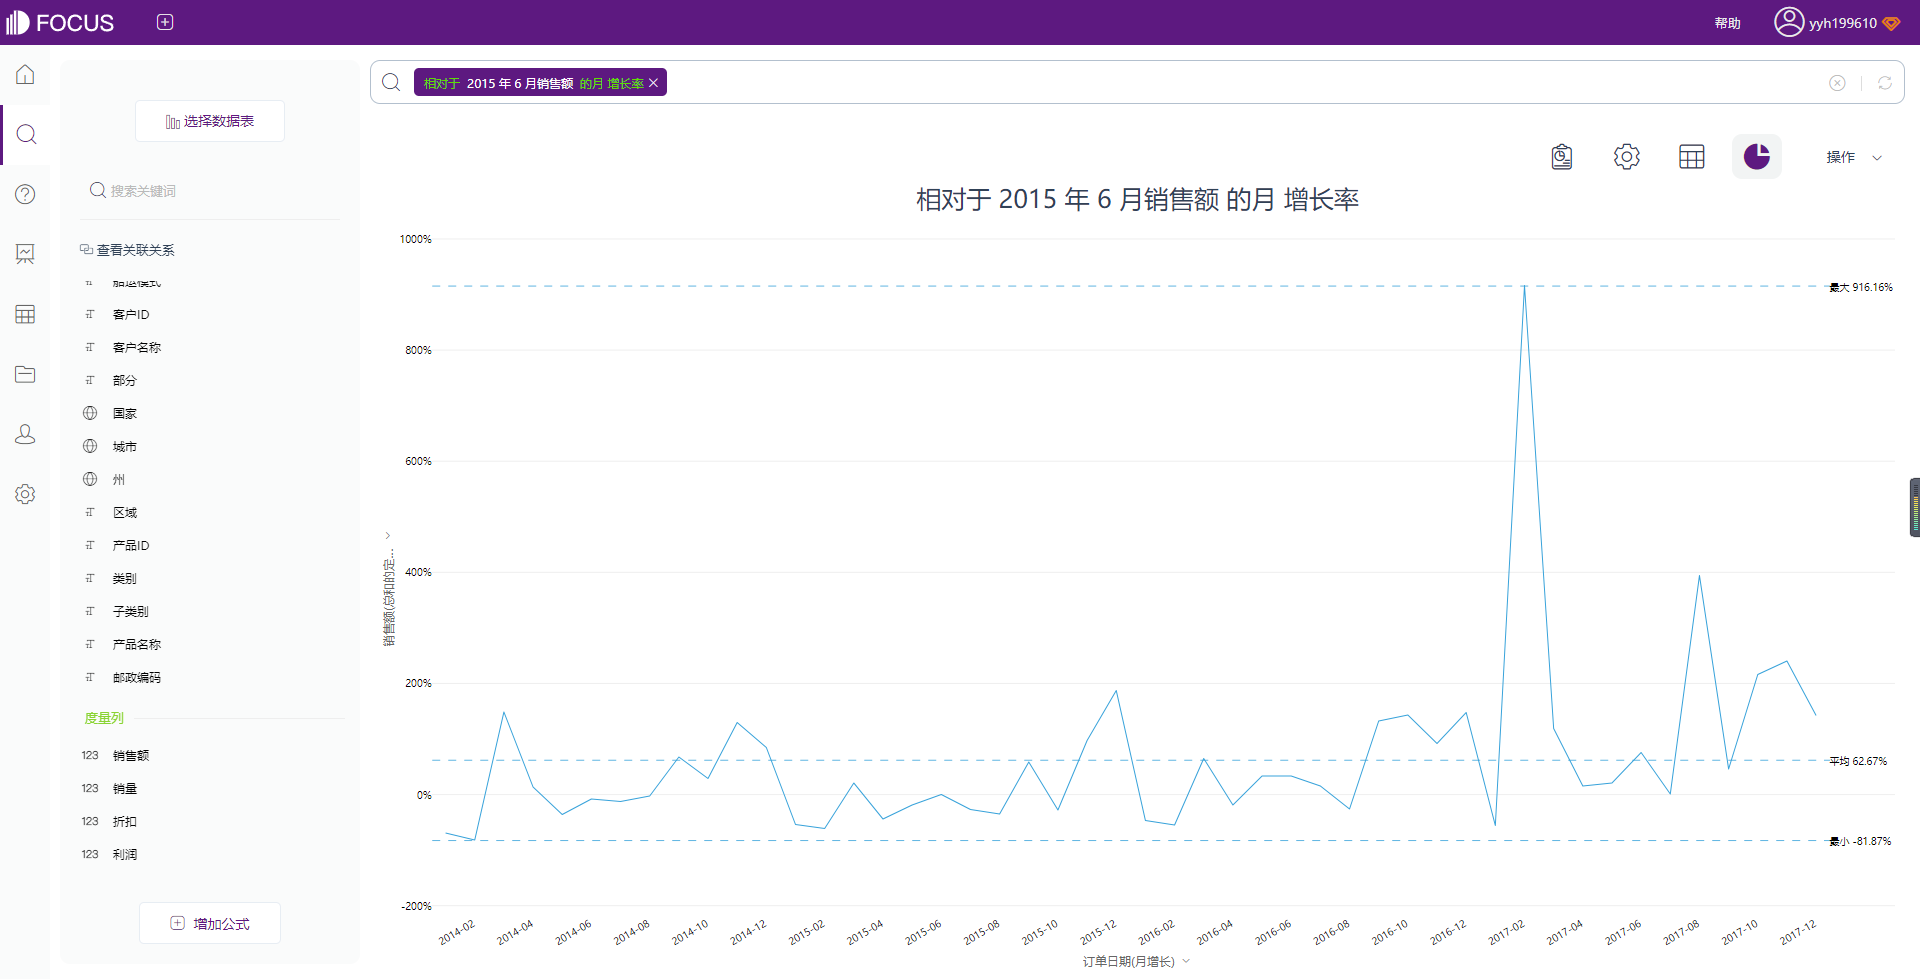 FOCUS
帮助
yyh199610
相对于 2015 年 6 月销售额 的月 增长率
选择数据表
搜索关键词
查看关联关系
船运模式
客户ID
客户名称
部分
国家
城市
州
区域
产品ID
类别
子类别
产品名称
邮政编码
度量列
123 销售额
123 销量
123 折扣
123 利润
增加公式
操作
相对于 2015 年 6 月销售额 的月 增长率
1000%
800%
600%
400%
200%
0%
-200%
销售额(总和的定...
最大 916.16%
平均 62.67%
最小 -81.87%
2014-02
2014-04
2014-06
2014-08
2014-10
2014-12
2015-02
2015-04
2015-06
2015-08
2015-10
2015-12
2016-02
2016-04
2016-06
2016-08
2016-10
2016-12
2017-02
2017-04
2017-06
2017-08
2017-10
2017-12
订单日期(月增长)